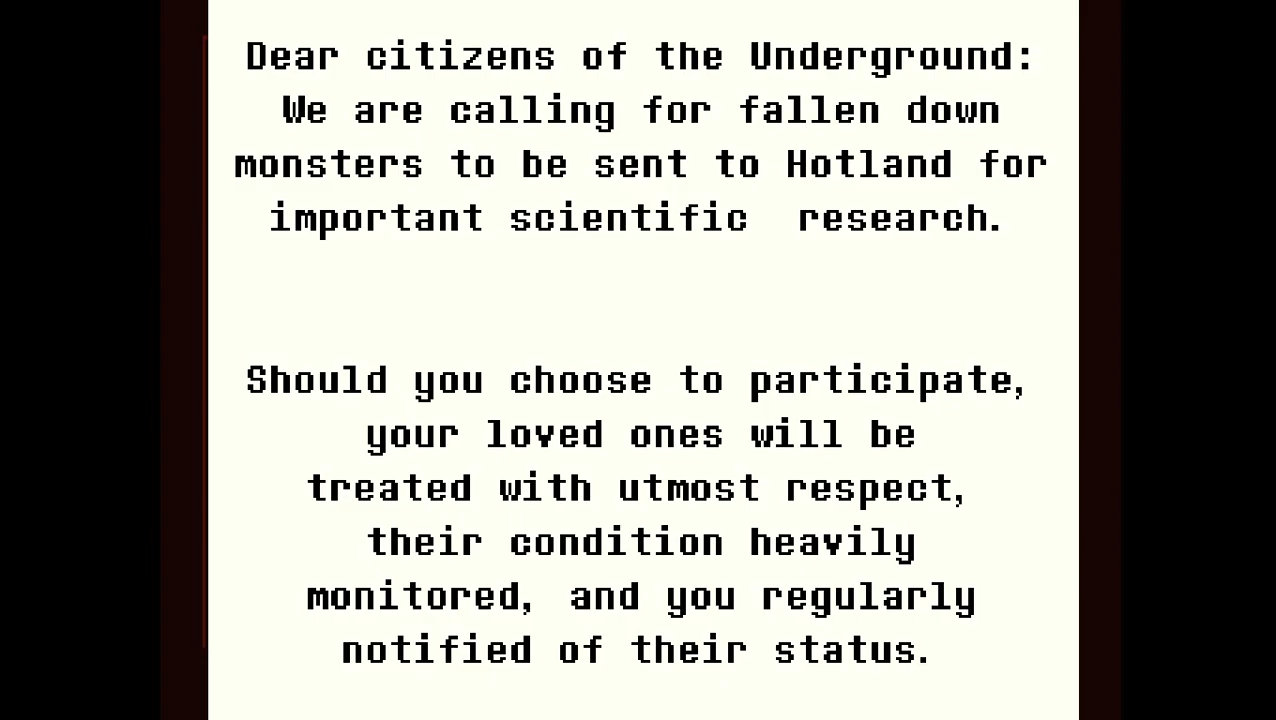 Dear citizens of the Underground:
We are calling for fallen down
monsters to be sent to Hotland for
important scientific  research.
Should you choose to participate,
your loved ones will be
treated with utmost respect,
their condition heavily
monitored, and you regularly
notified of their status.